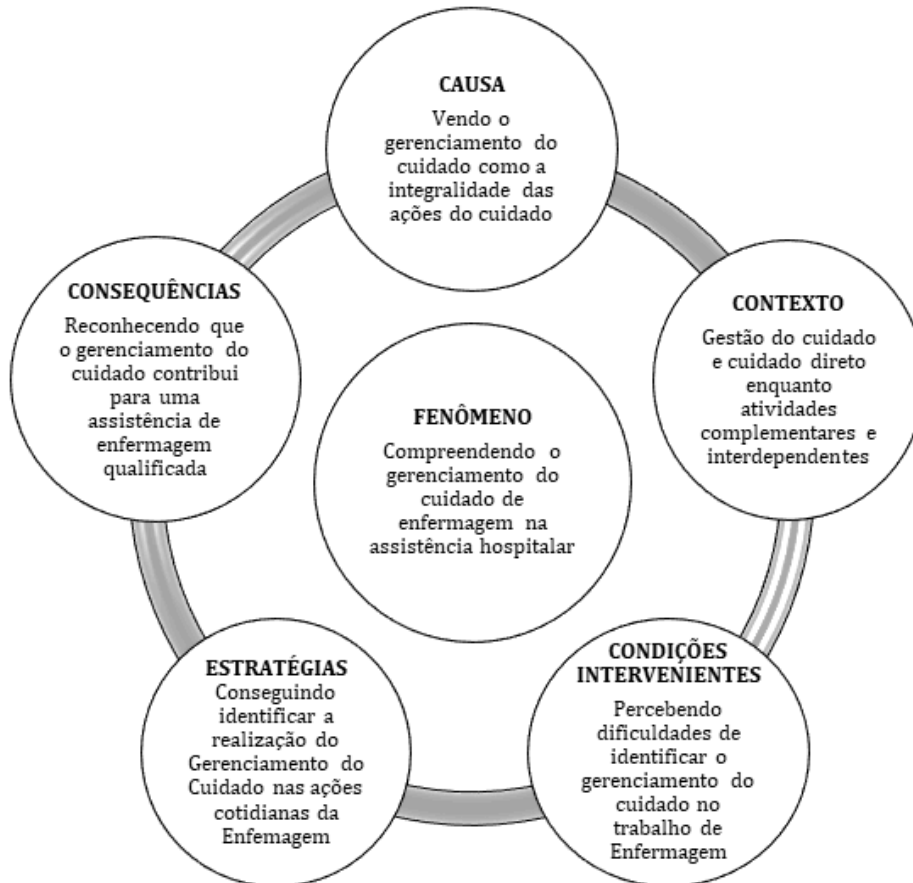 CAUSA
Vendo o
gerenciamento do
cuidado como a
integralidade das
ações do cuidado
CONTEXTO
Gestão do cuidado
e cuidado direto
enquanto
atividades
complementares e
interdependentes
CONDIÇÕES
INTERVENIENTES
Percebendo
dificuldades de
identificar o
gerenciamento do
cuidado no
trabalho de
Enfermagem
ESTRATÉGIAS
Conseguindo
identificar a
realização do
Gerenciamento do
Cuidado nas ações
cotidianas da
Enfemagem
CONSEQUÊNCIAS
Reconhecendo que
o gerenciamento do
cuidado contribui
para uma
assistência de
enfermagem
qualificada
FENÔMENO
Compreendendo o
gerenciamento do
cuidado de
enfermagem na
assistência hospitalar